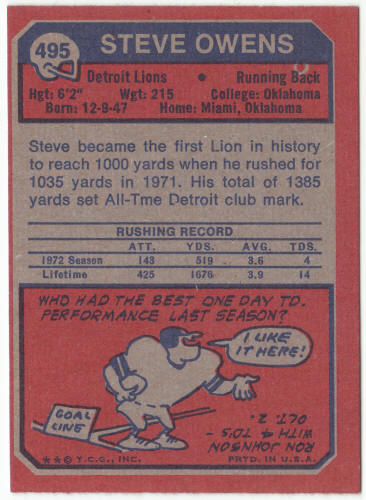 495 STEVE OWENS
Detroit Lions • Running Back
Hgt: 6'2" Wgt: 215 College: Oklahoma
Born: 12-9-47 Home: Miami, Oklahoma
Steve became the first Lion in history
to reach 1000 yards when he rushed for
1035 yards in 1971. His total of 1385
yards set All-Tme Detroit club mark.
RUSHING RECORD
ATT. YDS. AVG. TDS.
1972 Season 143 519 3.6 4
Lifetime 425 1676 3.9 14
WHO HAD THE BEST ONE DAY TD.
PERFORMANCE LAST SEASON?
I LIKE
IT HERE!
GOAL
LINE
RON JOHNSON
WITH 4 TD'S -
OCT. 2.
★★© Y.C.G., INC. PRTD. IN U.S.A.